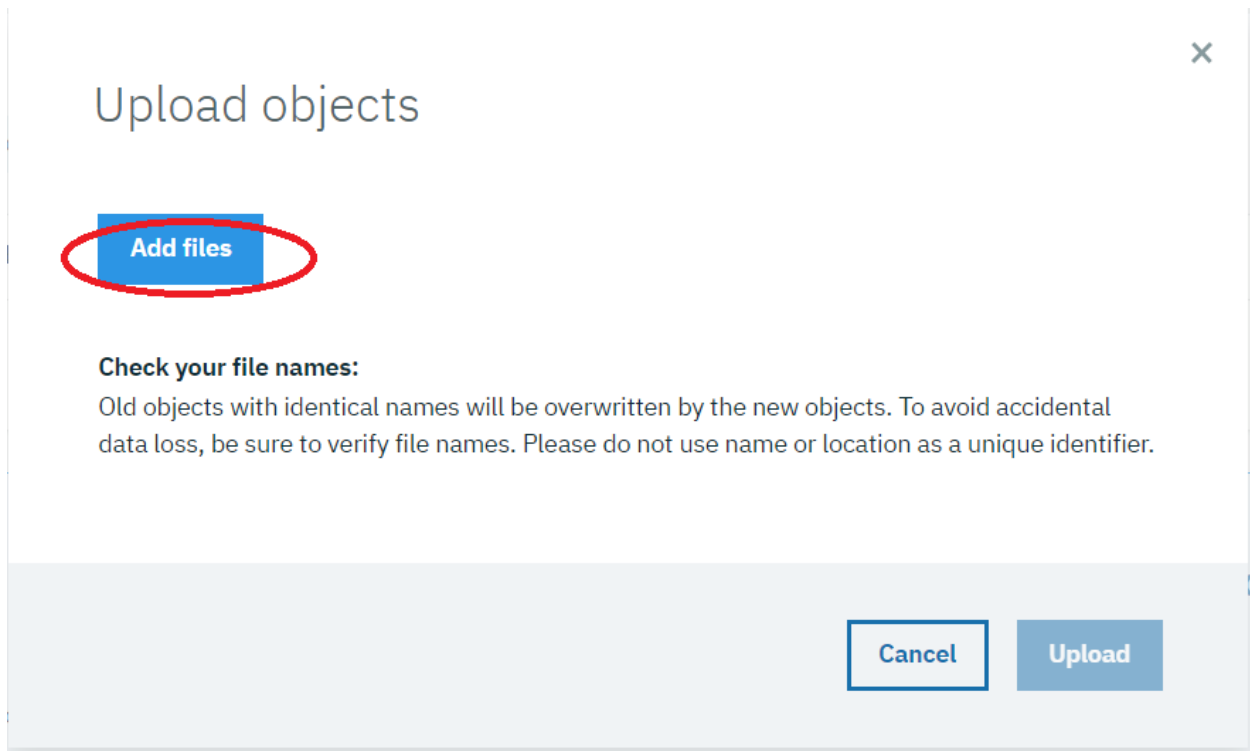 Upload objects
Add files
Check your file names:
Old objects with identical names will be overwritten by the new objects. To avoid accidental
data loss, be sure to verify file names. Please do not use name or location as a unique identifier.
Cancel
Upload